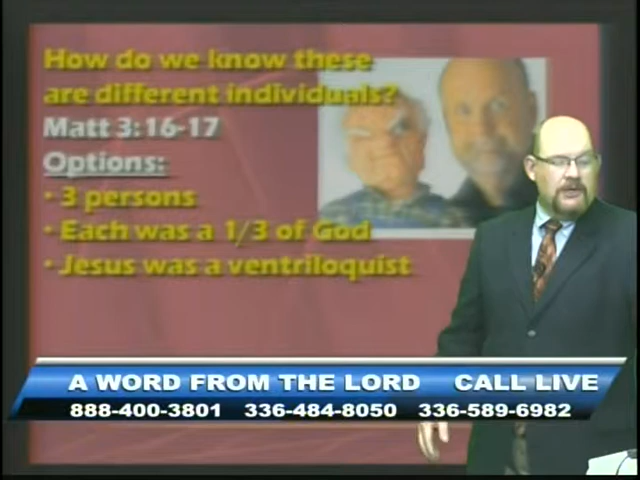 How do we know these
are different individuals?
Matt 3:16-17
Options:
• 3 persons
• Each was a 1/3 of God
• Jesus was a ventriloquist
A WORD FROM THE LORD CALL LIVE
888-400-3801 336-484-8050 336-589-6982